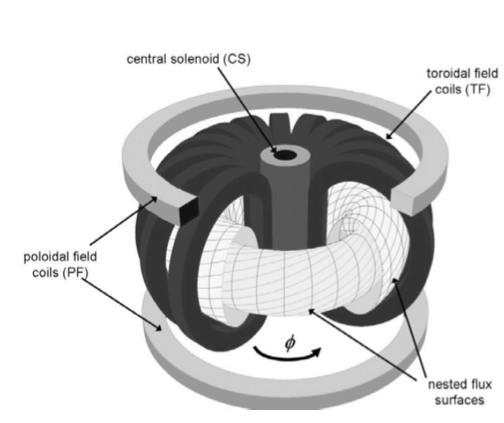 central solenoid (CS)
toroidal field
coils (TF)
poloidal field
coils (PF)
ϕ
nested flux
surfaces